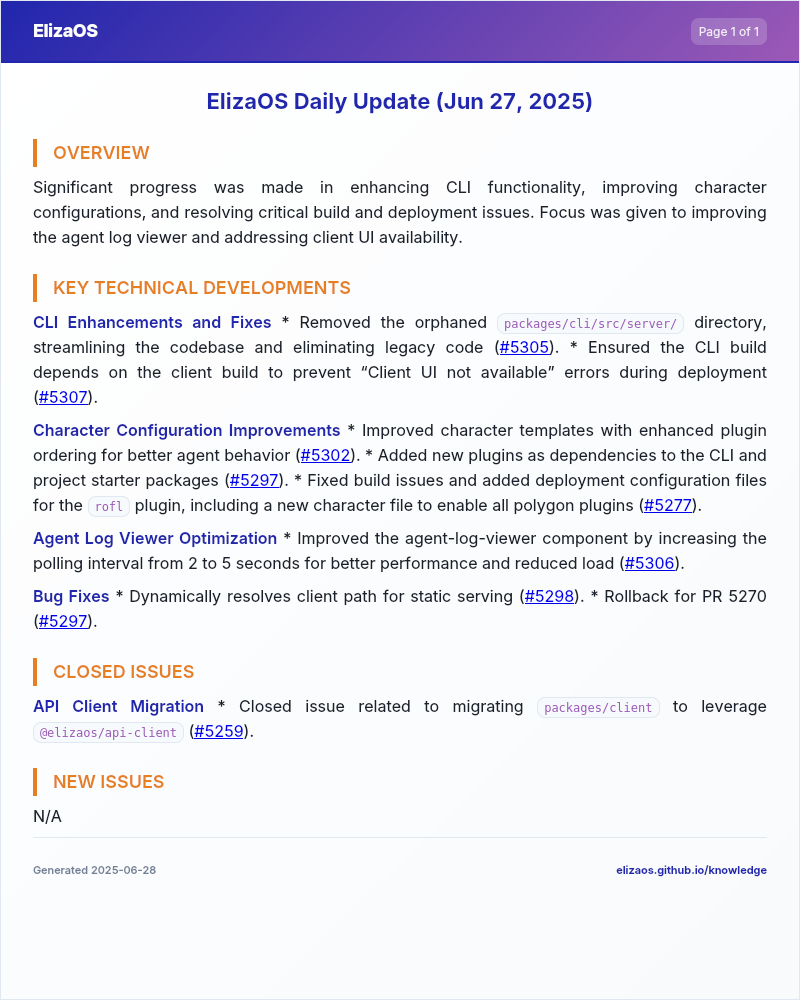 ElizaOS
Page 1 of 1
ElizaOS Daily Update (Jun 27, 2025)
OVERVIEW
Significant progress was made in enhancing CLI functionality, improving character
configurations, and resolving critical build and deployment issues. Focus was given to improving
the agent log viewer and addressing client UI availability.
KEY TECHNICAL DEVELOPMENTS
CLI Enhancements and Fixes * Removed the orphaned packages/cli/src/server/ directory,
streamlining the codebase and eliminating legacy code (#5305). * Ensured the CLI build
depends on the client build to prevent “Client UI not available” errors during deployment
(#5307).
Character Configuration Improvements * Improved character templates with enhanced plugin
ordering for better agent behavior (#5302). * Added new plugins as dependencies to the CLI and
project starter packages (#5297). * Fixed build issues and added deployment configuration files
for the rofl plugin, including a new character file to enable all polygon plugins (#5277).
Agent Log Viewer Optimization * Improved the agent-log-viewer component by increasing the
polling interval from 2 to 5 seconds for better performance and reduced load (#5306).
Bug Fixes * Dynamically resolves client path for static serving (#5298). * Rollback for PR 5270
(#5297).
CLOSED ISSUES
API Client Migration * Closed issue related to migrating packages/client to leverage
@elizaos/api-client (#5259).
NEW ISSUES
N/A
Generated 2025-06-28
elizaos.github.io/knowledge